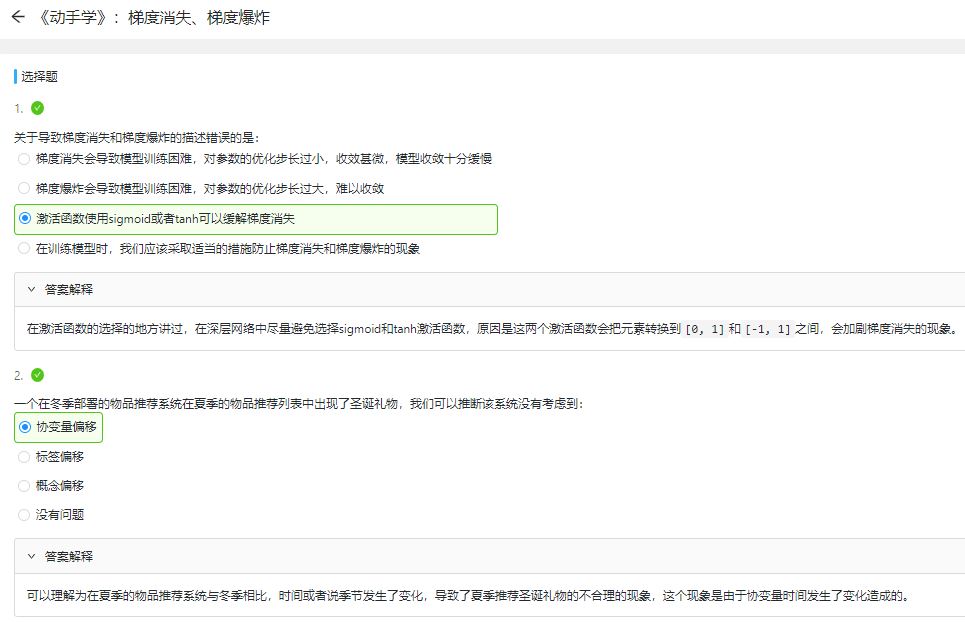 《动手学》：梯度消失、梯度爆炸
选择题
1.
关于导致梯度消失和梯度爆炸的描述错误的是：
梯度消失会导致模型训练困难，对参数的优化步长过小，收效甚微，模型收敛十分缓慢
梯度爆炸会导致模型训练困难，对参数的优化步长过大，难以收敛
激活函数使用sigmoid或者tanh可以缓解梯度消失
在训练模型时，我们应该采取适当的措施防止梯度消失和梯度爆炸的现象
答案解释
在激活函数的选择的地方讲过，在深层网络中尽量避免选择sigmoid和tanh激活函数，原因是这两个激活函数会把元素转换到 [0, 1] 和 [-1, 1] 之间，会加剧梯度消失的现象。
2.
一个在冬季部署的物品推荐系统在夏季的物品推荐列表中出现了圣诞礼物，我们可以推断该系统没有考虑到：
协变量偏移
标签偏移
概念偏移
没有问题
答案解释
可以理解为在夏季的物品推荐系统与冬季相比，时间或者说季节发生了变化，导致了夏季推荐圣诞礼物的不合理的现象，这个现象是由于协变量时间发生了变化造成的。